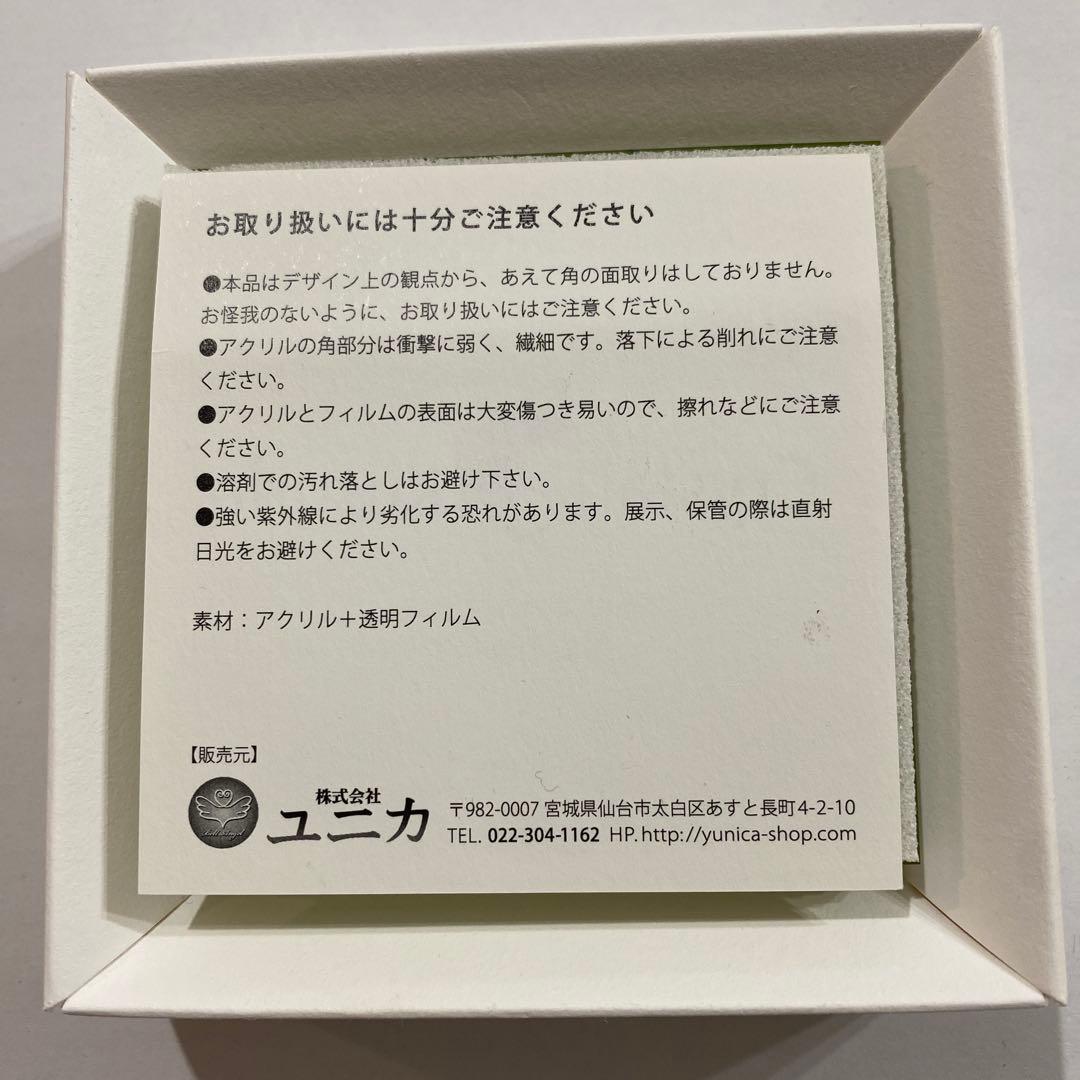 お取り扱いには十分ご注意ください
●本品はデザイン上の観点から、あえて角の面取りはしておりません。
お怪我のないように、お取り扱いにはご注意ください。
●アクリルの角部分は衝撃に弱く、繊細です。落下による削れにご注意
ください。
●アクリルとフィルムの表面は大変傷つき易いので、擦れなどにご注意
ください。
●溶剤での汚れ落としはお避け下さい。
●強い紫外線により劣化する恐れがあります。展示、保管の際は直射
日光をお避けください。
素材：アクリル＋透明フィルム
【販売元】
株式会社
ユニカ
〒982-0007 宮城県仙台市太白区あすと長町4-2-10
TEL. 022-304-1162 HP. http://yunica-shop.com